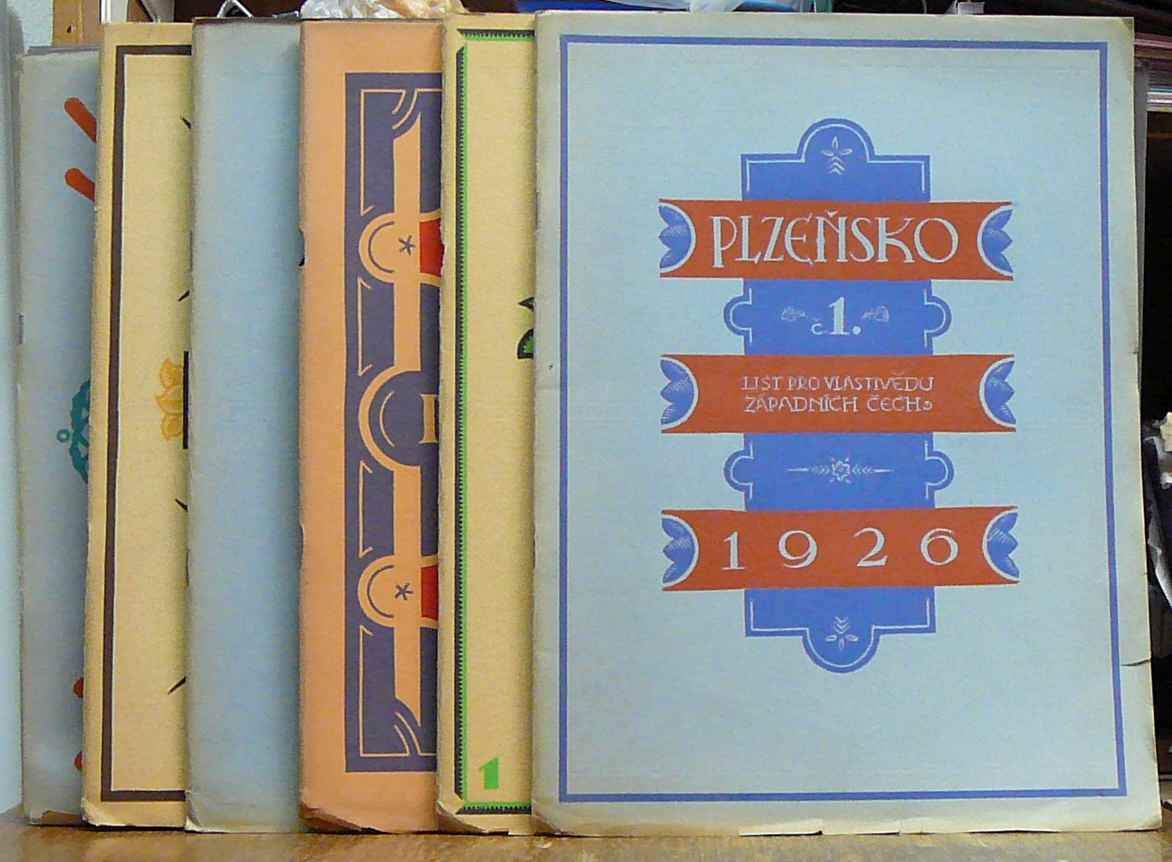 PLZEŇSKO
č. 1.
LIST PRO VLASTIVĚDU
ZÁPADNÍCH ČECH
1926
1